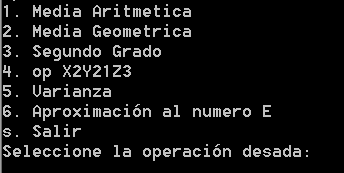 1. Media Aritmetica
2. Media Geometrica
3. Segundo Grado
4. op X2Y21Z3
5. Varianza
6. Aproximación al numero E
s. Salir
Seleccione la operación desada: